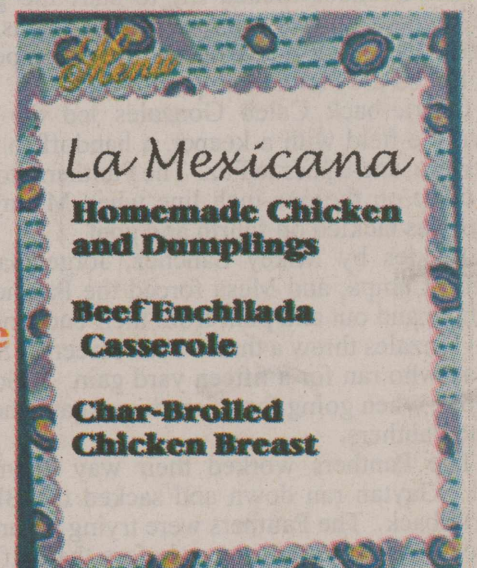 Menu
La Mexicana
Homemade Chicken
and Dumplings
Beef Enchilada
Casserole
Char-Broiled
Chicken Breast